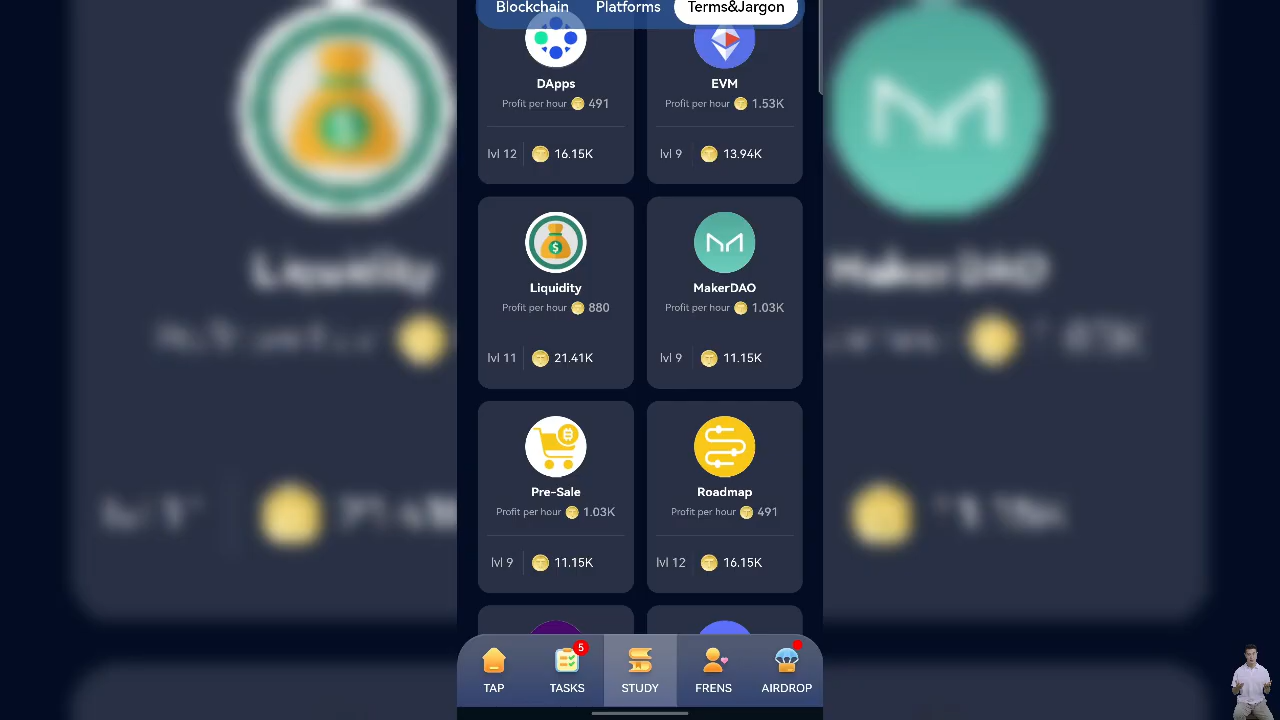 Blockchain Platforms Terms&Jargon
DApps EVM
Profit per hour 491 Profit per hour 1.53K
lvl 12 16.15K lvl 9 13.94K
Liquidity MakerDAO
Profit per hour 880 Profit per hour 1.03K
lvl 11 21.41K lvl 9 11.15K
Pre-Sale Roadmap
Profit per hour 1.03K Profit per hour 491
lvl 9 11.15K lvl 12 16.15K
5
TAP TASKS STUDY FRENS AIRDROP
Liquidity MakerDAO